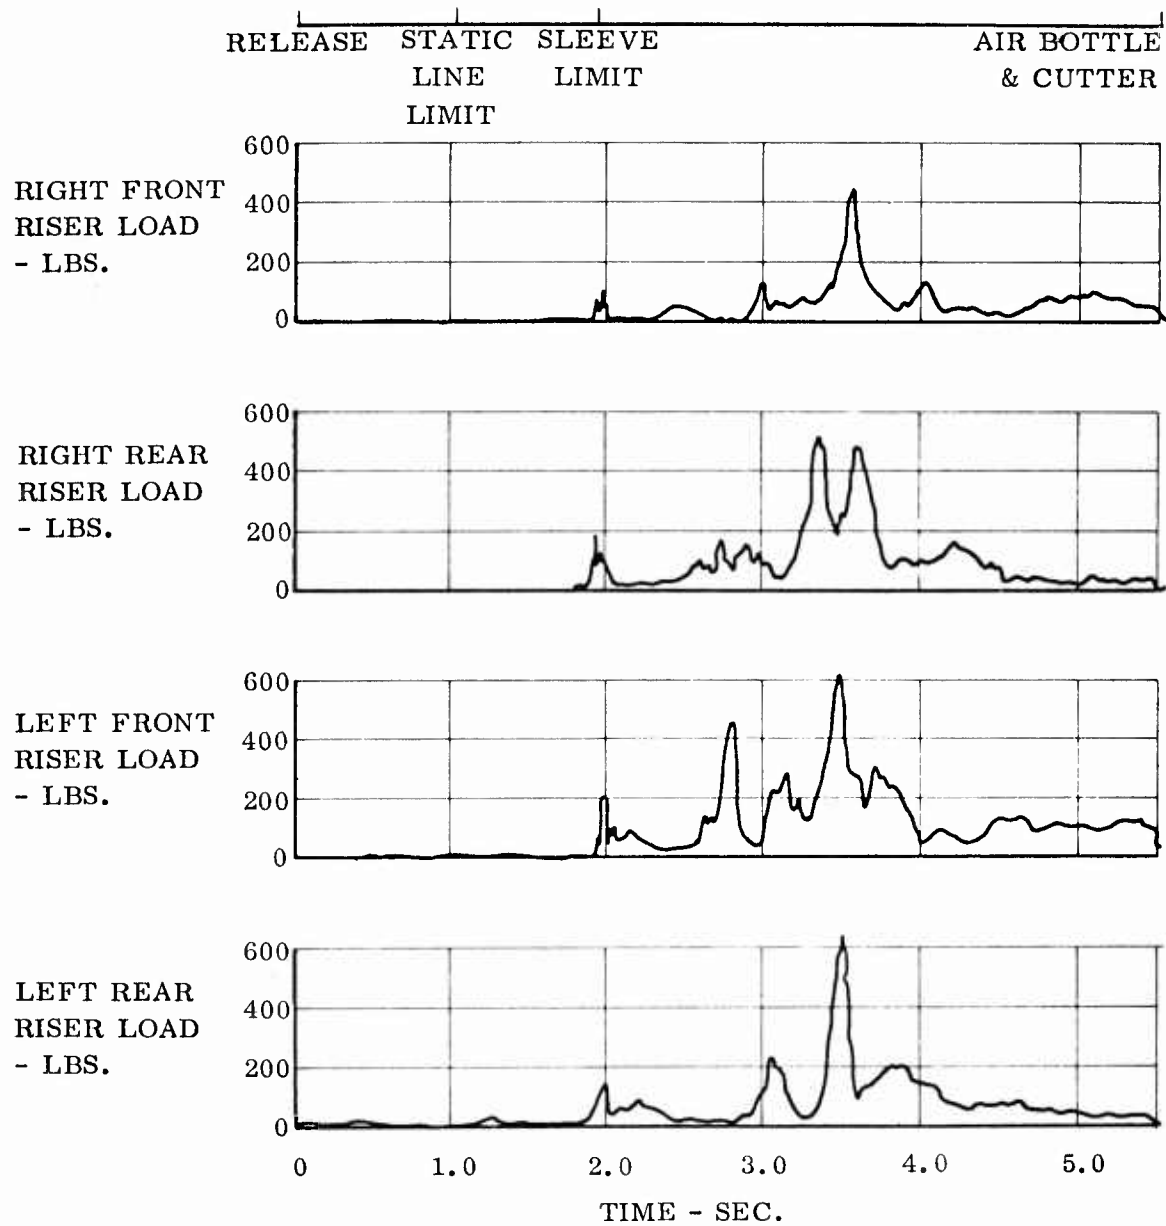 RELEASE STATIC SLEEVE AIR BOTTLE
LINE LIMIT & CUTTER
LIMIT
600
RIGHT FRONT
400
RISER LOAD
- LBS.
200
0
600
RIGHT REAR
400
RISER LOAD
- LBS.
200
0
600
LEFT FRONT
400
RISER LOAD
- LBS.
200
0
600
LEFT REAR
400
RISER LOAD
- LBS.
200
0
0 1.0 2.0 3.0 4.0 5.0
TIME - SEC.